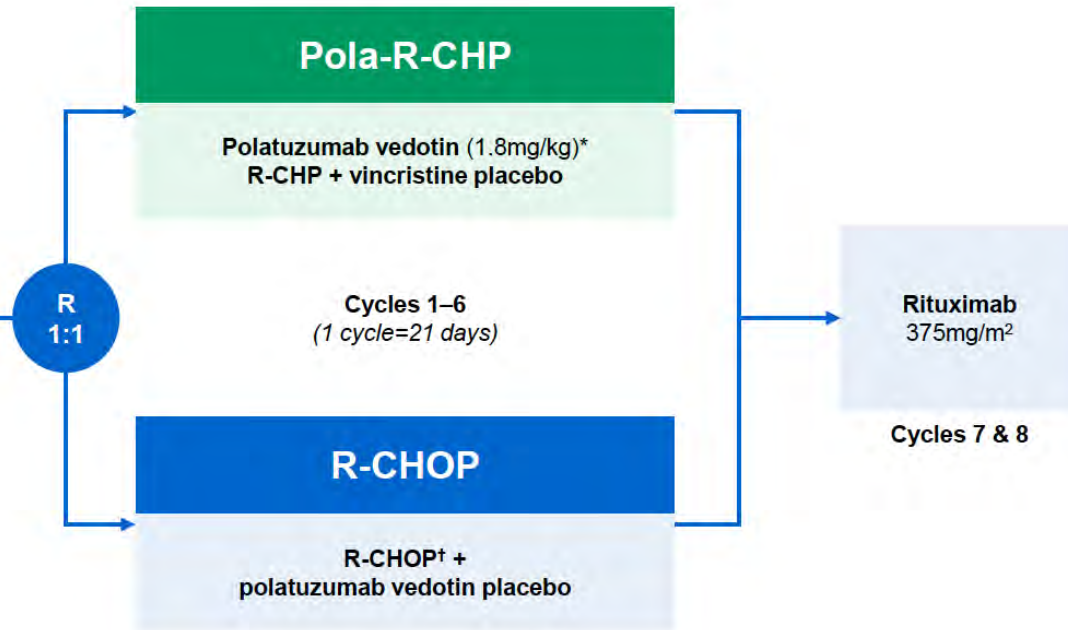 Pola-R-CHP
Polatuzumab vedotin (1.8mg/kg)*
R-CHP + vincristine placebo
R
1:1
Cycles 1–6
(1 cycle=21 days)
Rituximab
375mg/m²
Cycles 7 & 8
R-CHOP
R-CHOP† +
polatuzumab vedotin placebo